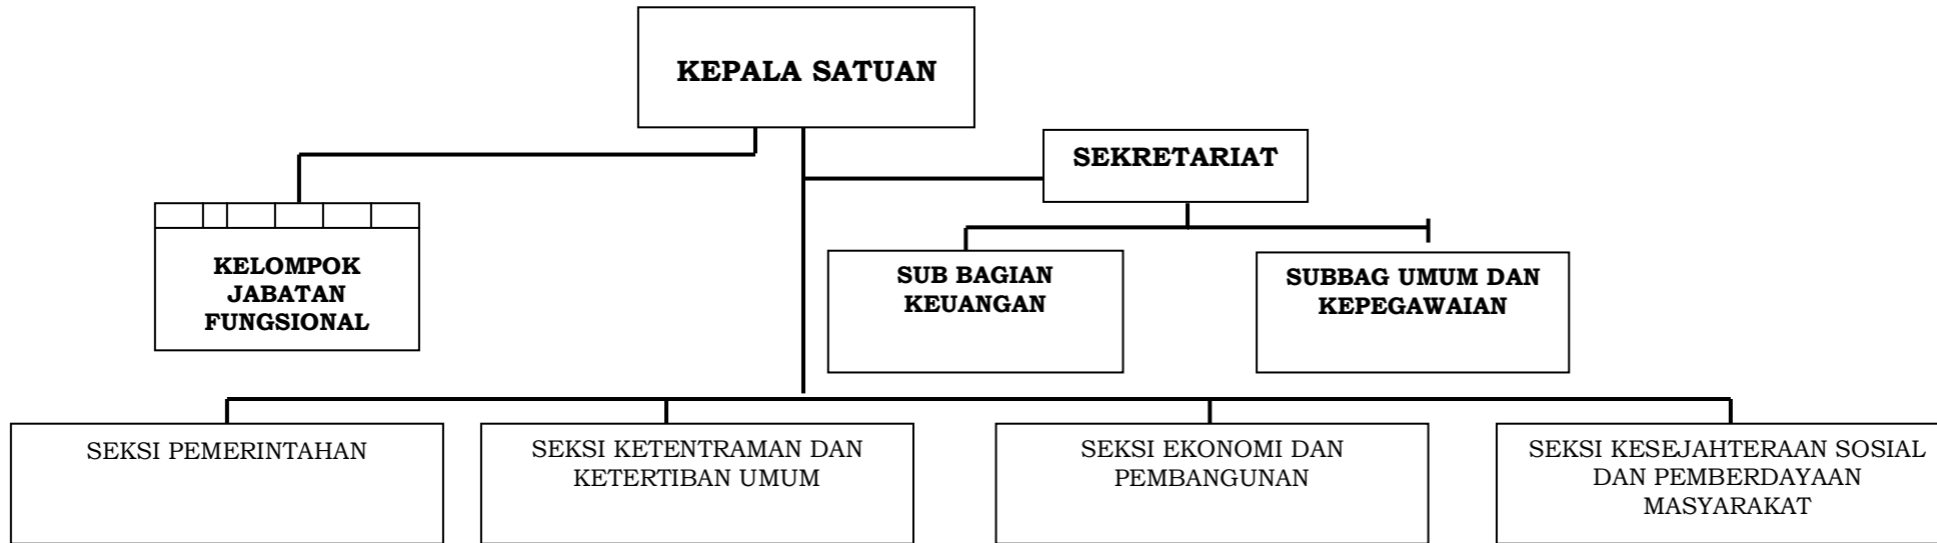 KEPALA SATUAN
SEKRETARIAT
KELOMPOK
JABATAN
FUNGSIONAL
SUB BAGIAN
KEUANGAN
SUBBAG UMUM DAN
KEPEGAWAIAN
SEKSI PEMERINTAHAN
SEKSI KETENTRAMAN DAN
KETERTIBAN UMUM
SEKSI EKONOMI DAN
PEMBANGUNAN
SEKSI KESEJAHTERAAN SOSIAL
DAN PEMBERDAYAAN
MASYARAKAT